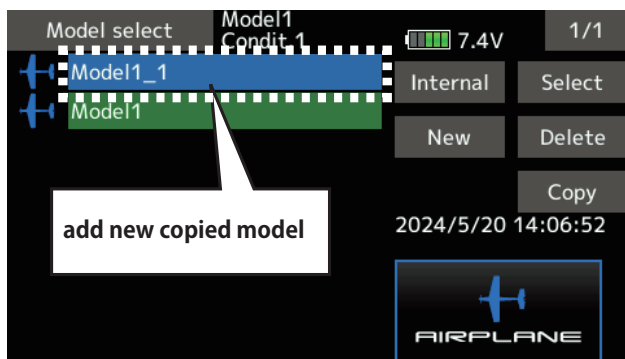 Model select
Model1
Condit.1
7.4V
1/1
Model1_1
Model1
Internal
Select
New
Delete
Copy
add new copied model
2024/5/20 14:06:52
AIRPLANE